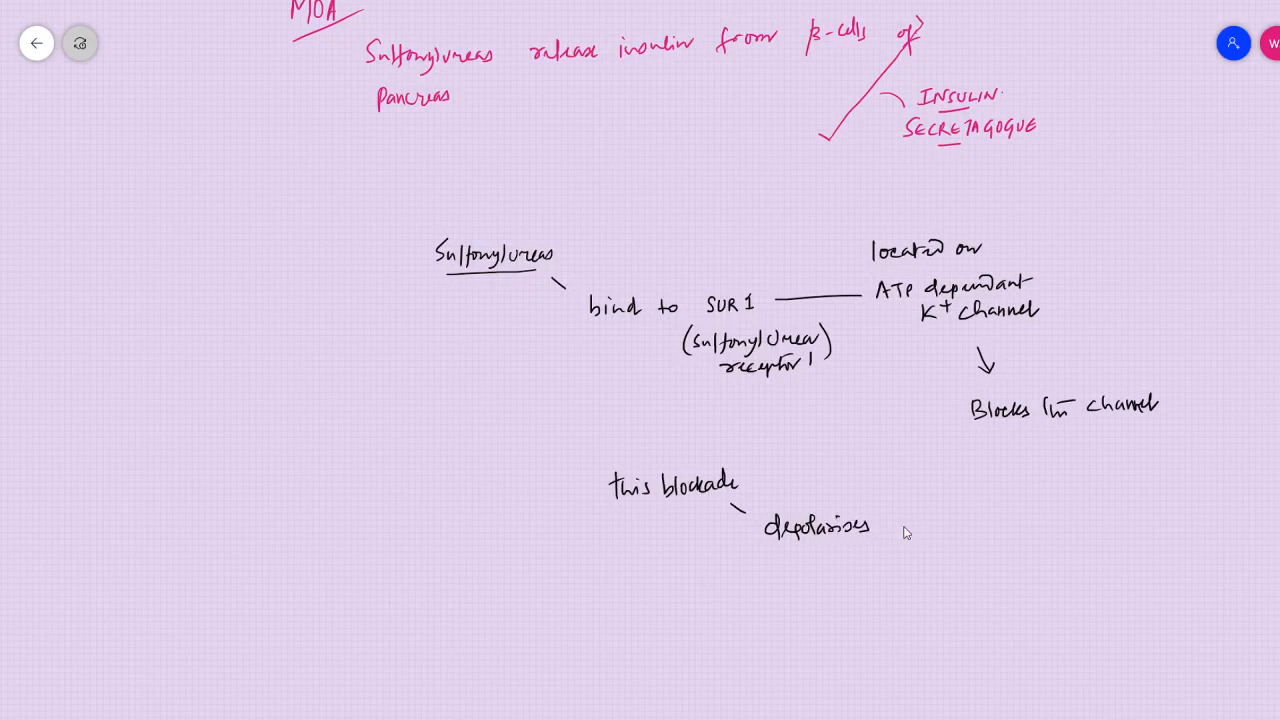 MOA
Sulfonylureas release insulin from β-cells of
Pancreas
INSULIN
SECRETAGOGUE
Sulfonylureas
bind to SUR 1
(Sulfonylurea
receptor 1)
located on
ATP dependant
K+ channel
Blocks channel
this blockade
depolarises
W